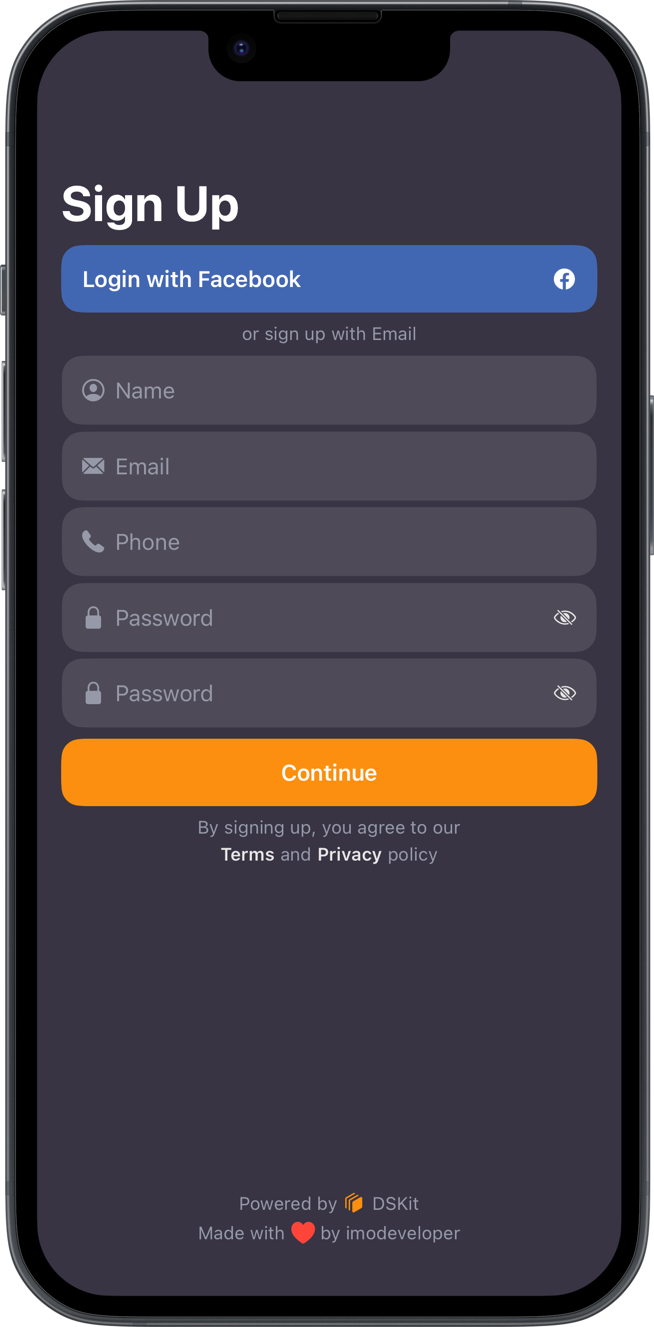 Sign Up
Login with Facebook
or sign up with Email
Name
Email
Phone
Password
Password
Continue
By signing up, you agree to our
Terms and Privacy policy
Powered by DSKit
Made with ❤️ by imodeveloper